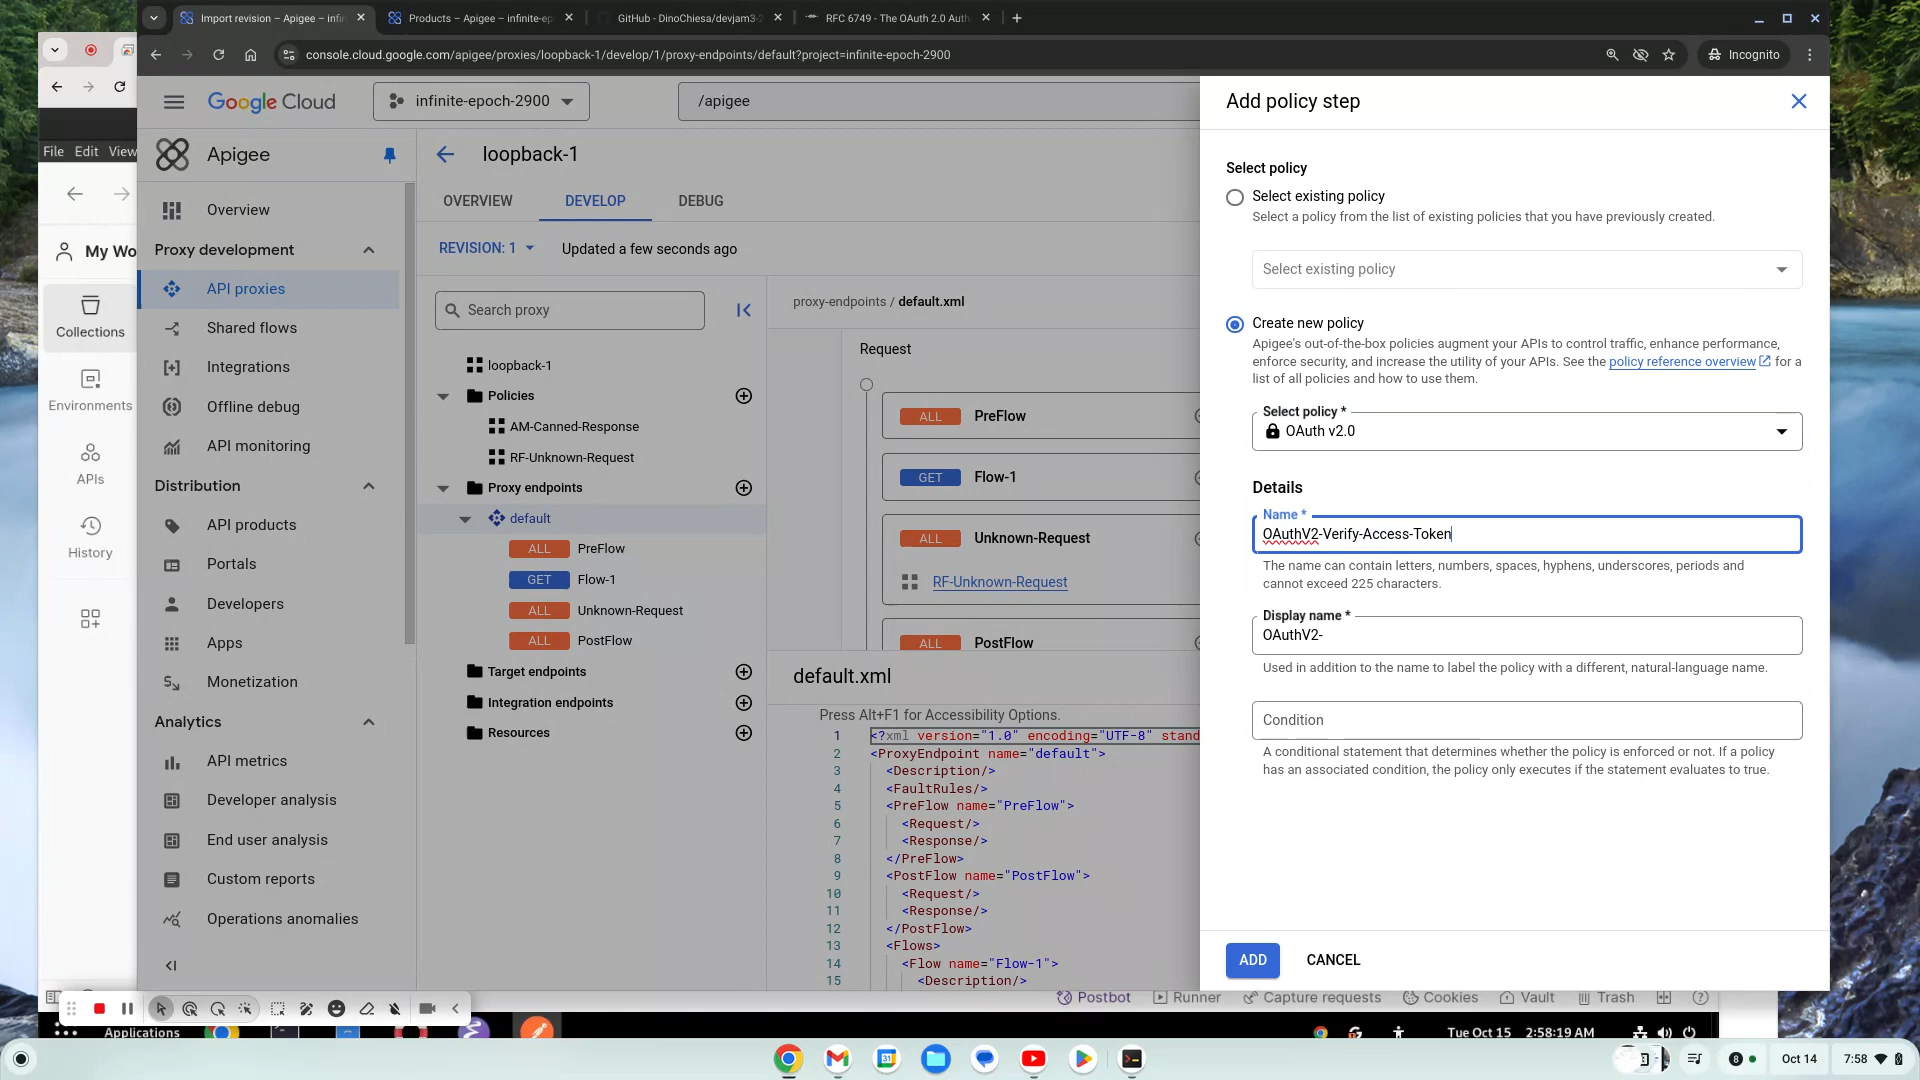 Import revision – Apigee – infin
Products – Apigee – infinite-ep
GitHub - DinoChiesa/devjam3-2
RFC 6749 - The OAuth 2.0 Auth
console.cloud.google.com/apigee/proxies/loopback-1/develop/1/proxy-endpoints/default?project=infinite-epoch-2900
Incognito
Google Cloud
infinite-epoch-2900
/apigee
File Edit View
My Wo
Collections
Environments
APIs
History
Apigee
Overview
Proxy development
API proxies
Shared flows
Integrations
Offline debug
API monitoring
Distribution
API products
Portals
Developers
Apps
Monetization
Analytics
API metrics
Developer analysis
End user analysis
Custom reports
Operations anomalies
loopback-1
OVERVIEW
DEVELOP
DEBUG
REVISION: 1
Updated a few seconds ago
Search proxy
loopback-1
Policies
AM-Canned-Response
RF-Unknown-Request
Proxy endpoints
default
ALL PreFlow
GET Flow-1
ALL Unknown-Request
ALL PostFlow
Target endpoints
Integration endpoints
Resources
proxy-endpoints / default.xml
Request
ALL PreFlow
GET Flow-1
ALL Unknown-Request
RF-Unknown-Request
ALL PostFlow
default.xml
Press Alt+F1 for Accessibility Options.
1 <?xml version="1.0" encoding="UTF-8" stand
2 <ProxyEndpoint name="default">
3 <Description/>
4 <FaultRules/>
5 <PreFlow name="PreFlow">
6 <Request/>
7 <Response/>
8 </PreFlow>
9 <PostFlow name="PostFlow">
10 <Request/>
11 <Response/>
12 </PostFlow>
13 <Flows>
14 <Flow name="Flow-1">
15 <Description/>
Add policy step
Select policy
Select existing policy
Select a policy from the list of existing policies that you have previously created.
Select existing policy
Create new policy
Apigee's out-of-the-box policies augment your APIs to control traffic, enhance performance,
enforce security, and increase the utility of your APIs. See the policy reference overview for a
list of all policies and how to use them.
Select policy *
OAuth v2.0
Details
Name *
OAuthV2-Verify-Access-Token
The name can contain letters, numbers, spaces, hyphens, underscores, periods and
cannot exceed 225 characters.
Display name *
OAuthV2-
Used in addition to the name to label the policy with a different, natural-language name.
Condition
A conditional statement that determines whether the policy is enforced or not. If a policy
has an associated condition, the policy only executes if the statement evaluates to true.
ADD
CANCEL
Postbot
Runner
Capture requests
Cookies
Vault
Trash
Applications
Tue Oct 15 2:58:19 AM
8
Oct 14
7:58